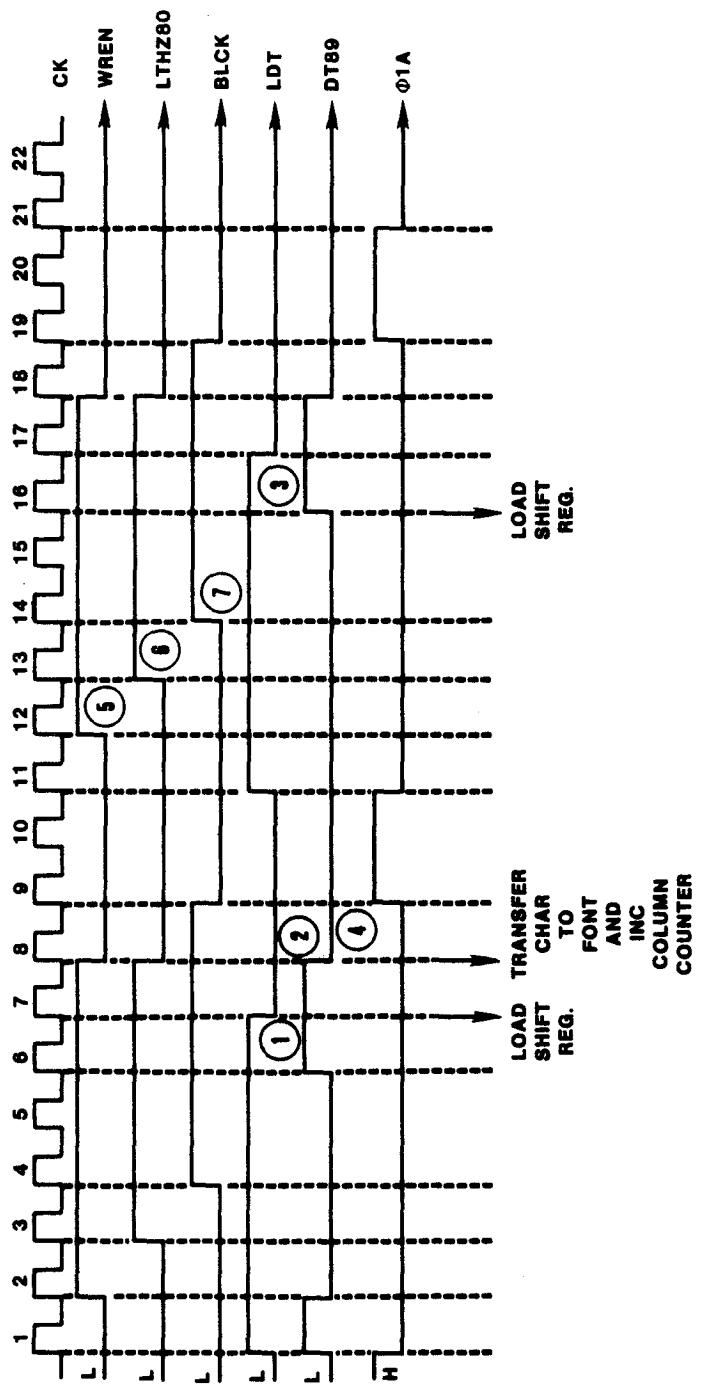 1 2 3 4 5 6 7 8 9 10 11 12 13 14 15 16 17 18 19 20 21 22
CK
L WREN
L LTHZ80
L BLCK
L LDT
L DT89
H Φ1A
5
6
7
1
2
3
4
LOAD
SHIFT
REG.
TRANSFER
CHAR
TO
FONT
AND
INC
COLUMN
COUNTER
LOAD
SHIFT
REG.